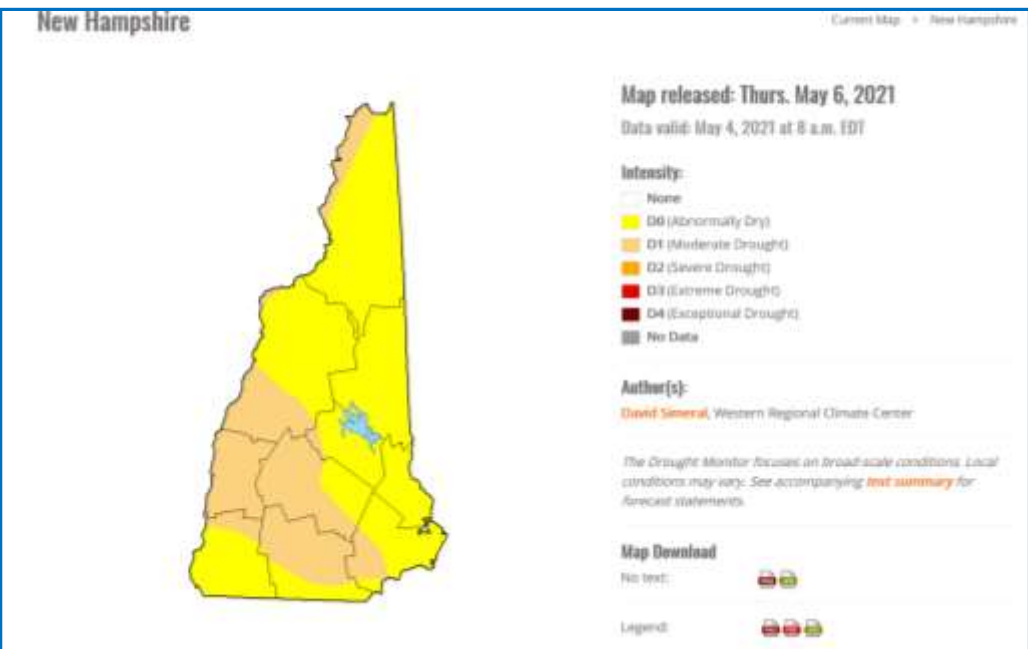 New Hampshire
Current Map > New Hampshire
Map released: Thurs. May 6, 2021
Data valid: May 4, 2021 at 8 a.m. EDT
Intensity:
None
D0 (Abnormally Dry)
D1 (Moderate Drought)
D2 (Severe Drought)
D3 (Extreme Drought)
D4 (Exceptional Drought)
No Data
Author(s):
David Simeral, Western Regional Climate Center
The Drought Monitor focuses on broad-scale conditions. Local
conditions may vary. See accompanying text summary for
forecast statements.
Map Download
No text:
Legend: